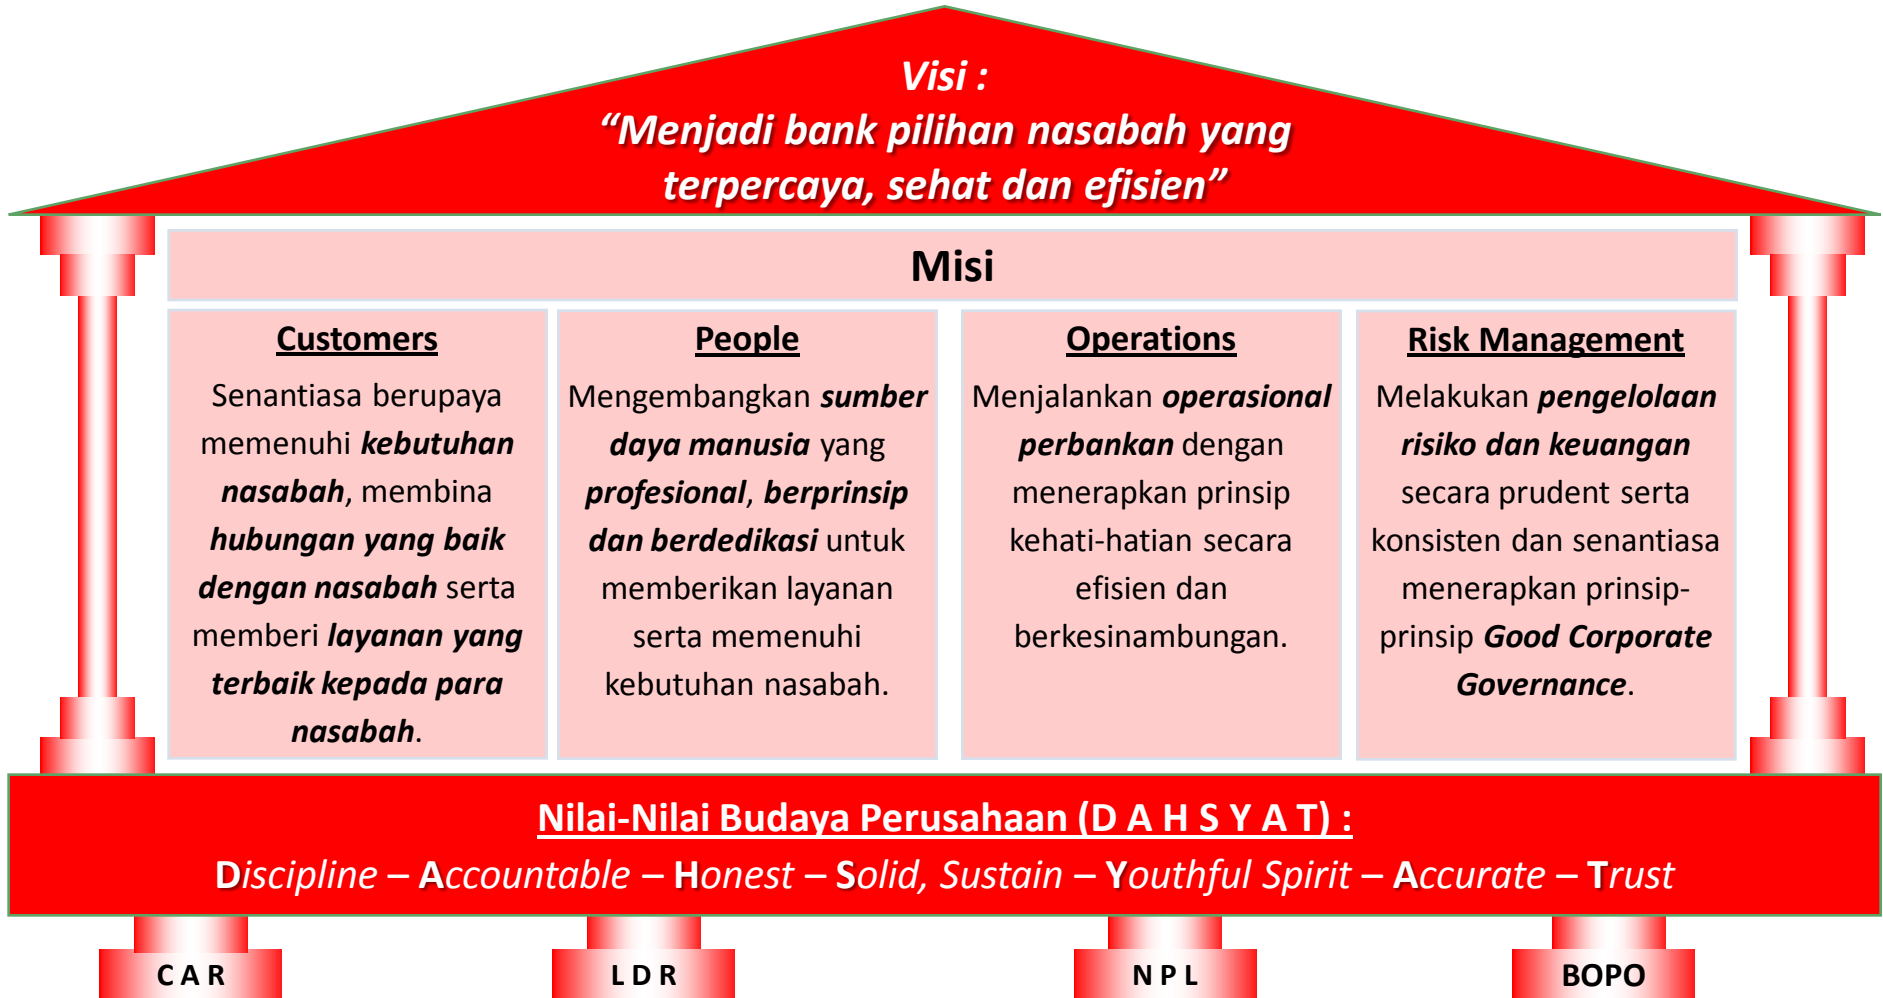 Visi :
“Menjadi bank pilihan nasabah yang
terpercaya, sehat dan efisien”
Misi
Customers
Senantiasa berupaya
memenuhi kebutuhan
nasabah, membina
hubungan yang baik
dengan nasabah serta
memberi layanan yang
terbaik kepada para
nasabah.
People
Mengembangkan sumber
daya manusia yang
profesional, berprinsip
dan berdedikasi untuk
memberikan layanan
serta memenuhi
kebutuhan nasabah.
Operations
Menjalankan operasional
perbankan dengan
menerapkan prinsip
kehati-hatian secara
efisien dan
berkesinambungan.
Risk Management
Melakukan pengelolaan
risiko dan keuangan
secara prudent serta
konsisten dan senantiasa
menerapkan prinsip-
prinsip Good Corporate
Governance.
Nilai-Nilai Budaya Perusahaan (D A H S Y A T) :
Discipline – Accountable – Honest – Solid, Sustain – Youthful Spirit – Accurate – Trust
C A R
L D R
N P L
BOPO